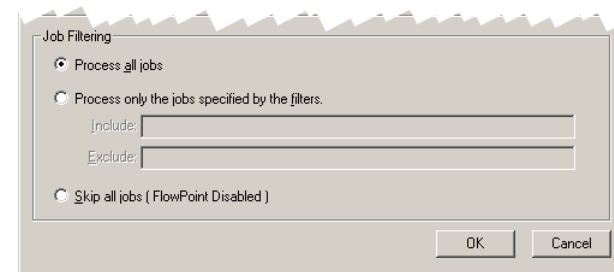 Job Filtering
Process all jobs
Process only the jobs specified by the filters.
Include:
Exclude:
Skip all jobs ( FlowPoint Disabled )
OK Cancel